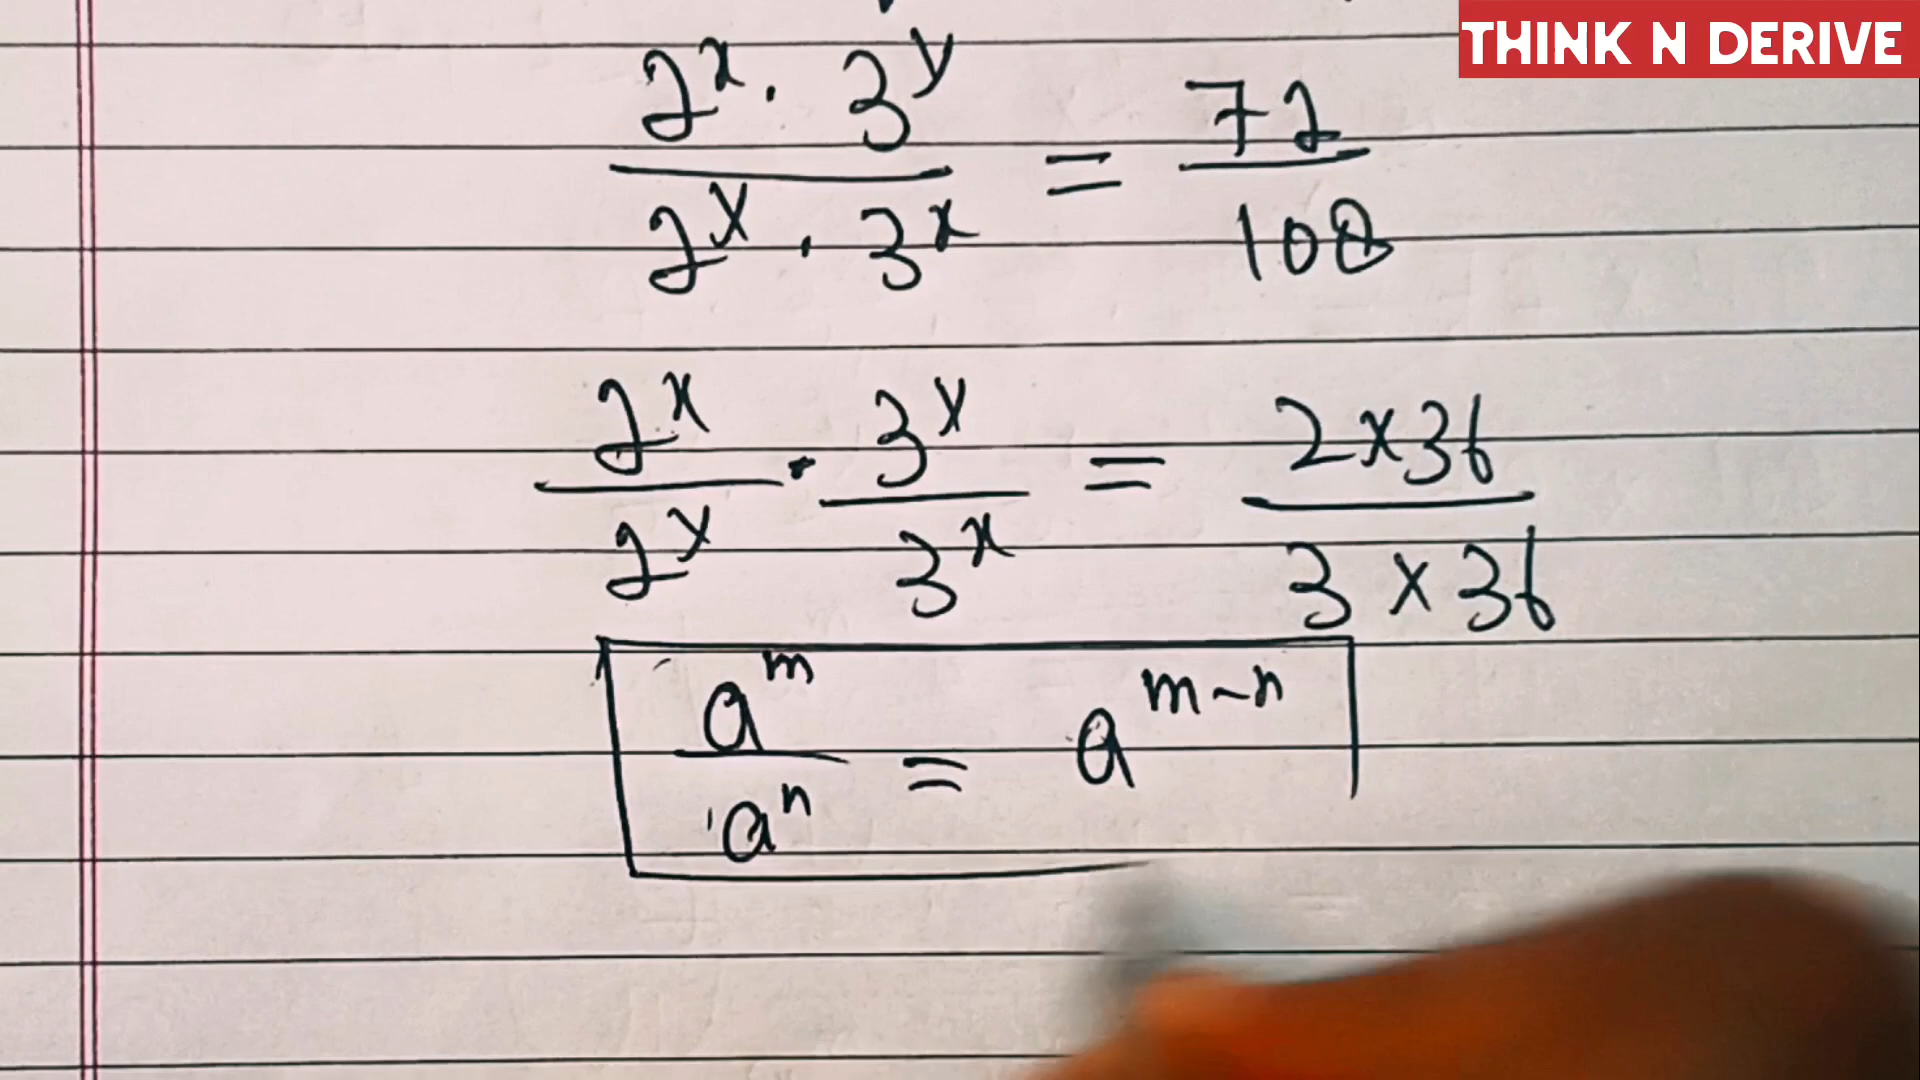 THINK N DERIVE
2^x · 3^y / 2^y · 3^x = 72 / 108
2^x / 2^y · 3^y / 3^x = 2×36 / 3×36
a^m / a^n = a^m-n